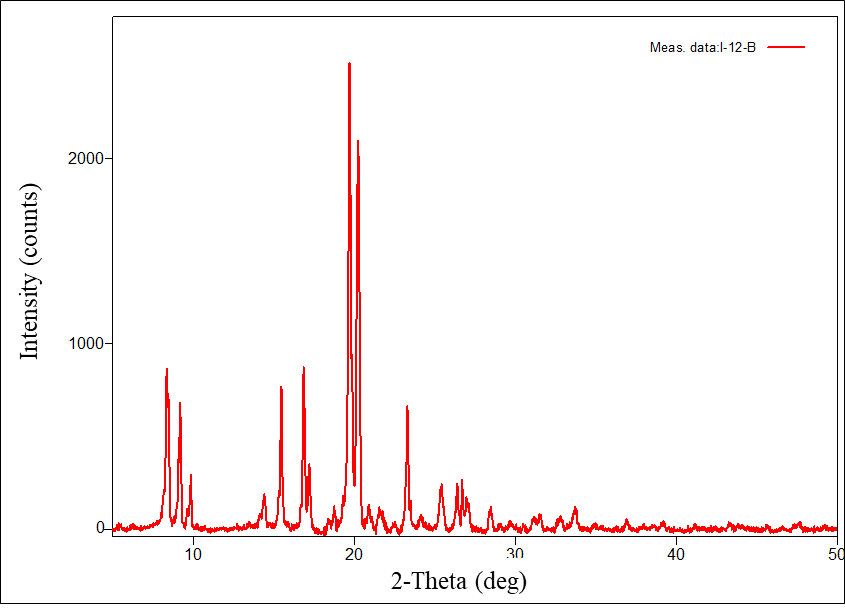 Meas. data:I-12-B
2000
1000
0
10 20 30 40 50
Intensity (counts)
2-Theta (deg)